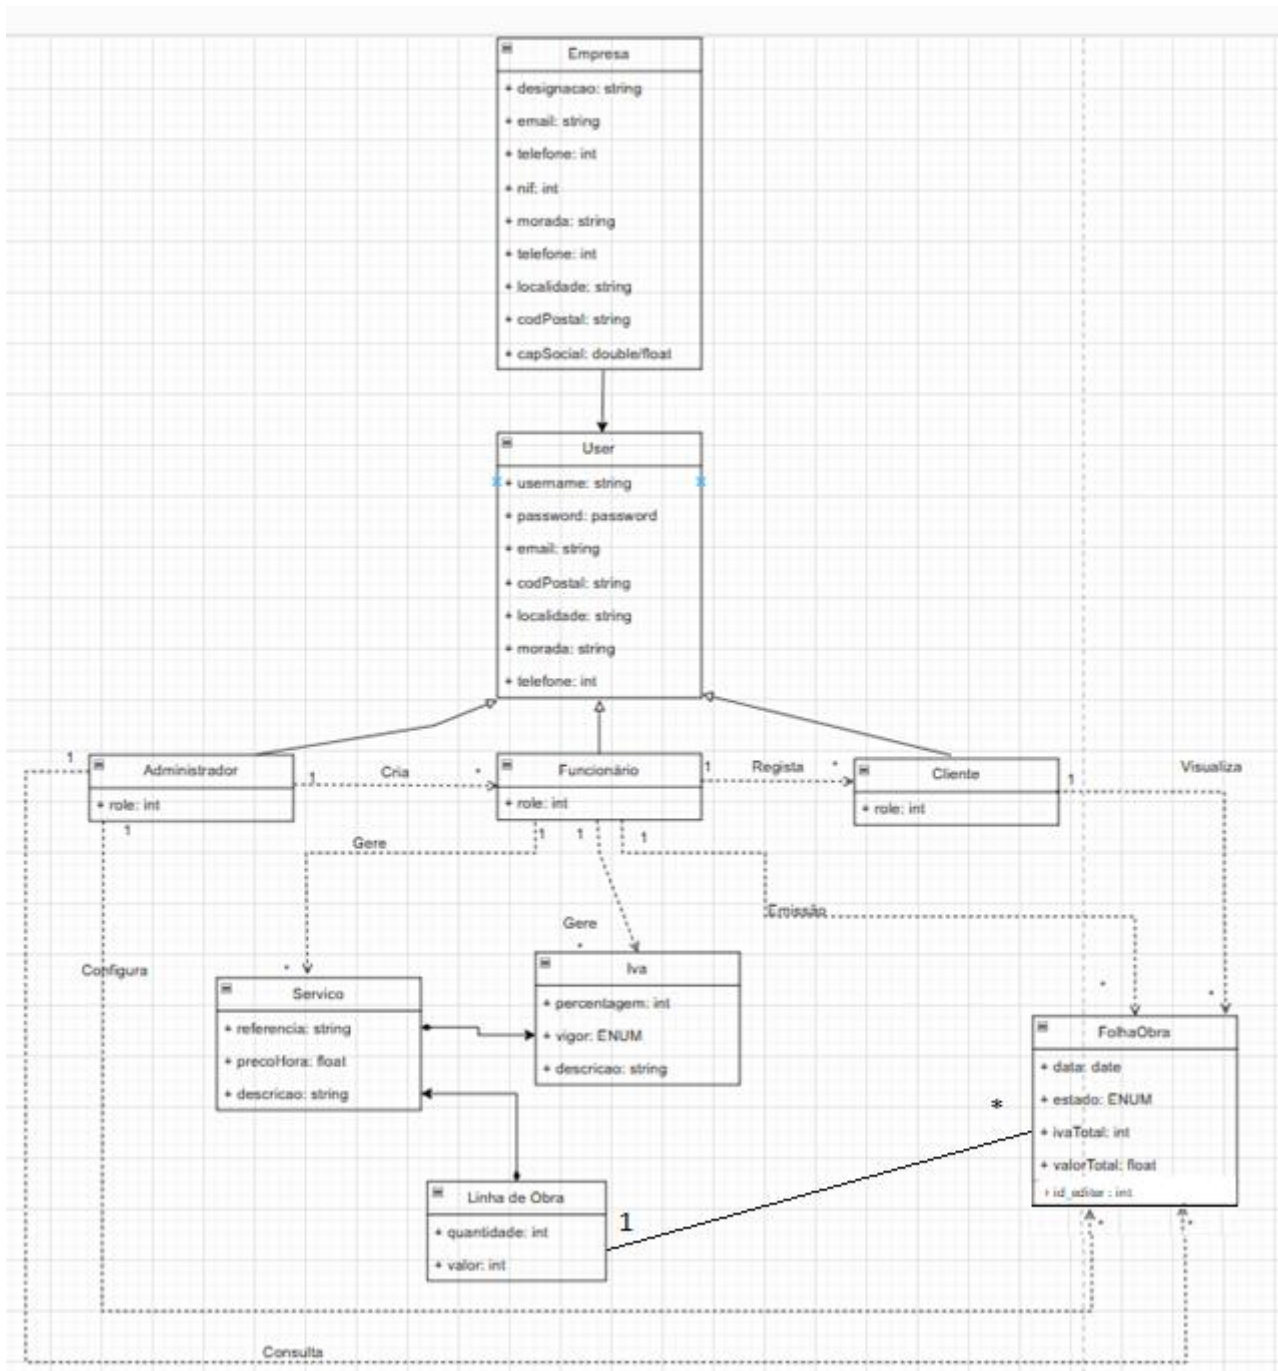 Empresa
+ designacao: string
+ email: string
+ telefone: int
+ nif: int
+ morada: string
+ telefone: int
+ localidade: string
+ codPostal: string
+ capSocial: double/float
User
+ username: string
+ password: password
+ email: string
+ codPostal: string
+ localidade: string
+ morada: string
+ telefone: int
1
Administrador
+ role: int
1
Cria
*
Funcionário
+ role: int
1
Regista
*
Cliente
+ role: int
1
Visualiza
1
1
1
1
Gere
Emissão
Gere
*
Configura
*
*
*
Servico
+ referencia: string
+ precoHora: float
+ descricao: string
Iva
+ percentagem: int
+ vigor: ENUM
+ descricao: string
FolhaObra
+ data: date
+ estado: ENUM
+ ivaTotal: int
+ valorTotal: float
+ id_editor : int
*
Linha de Obra
+ quantidade: int
+ valor: int
1
*
*
Consulta